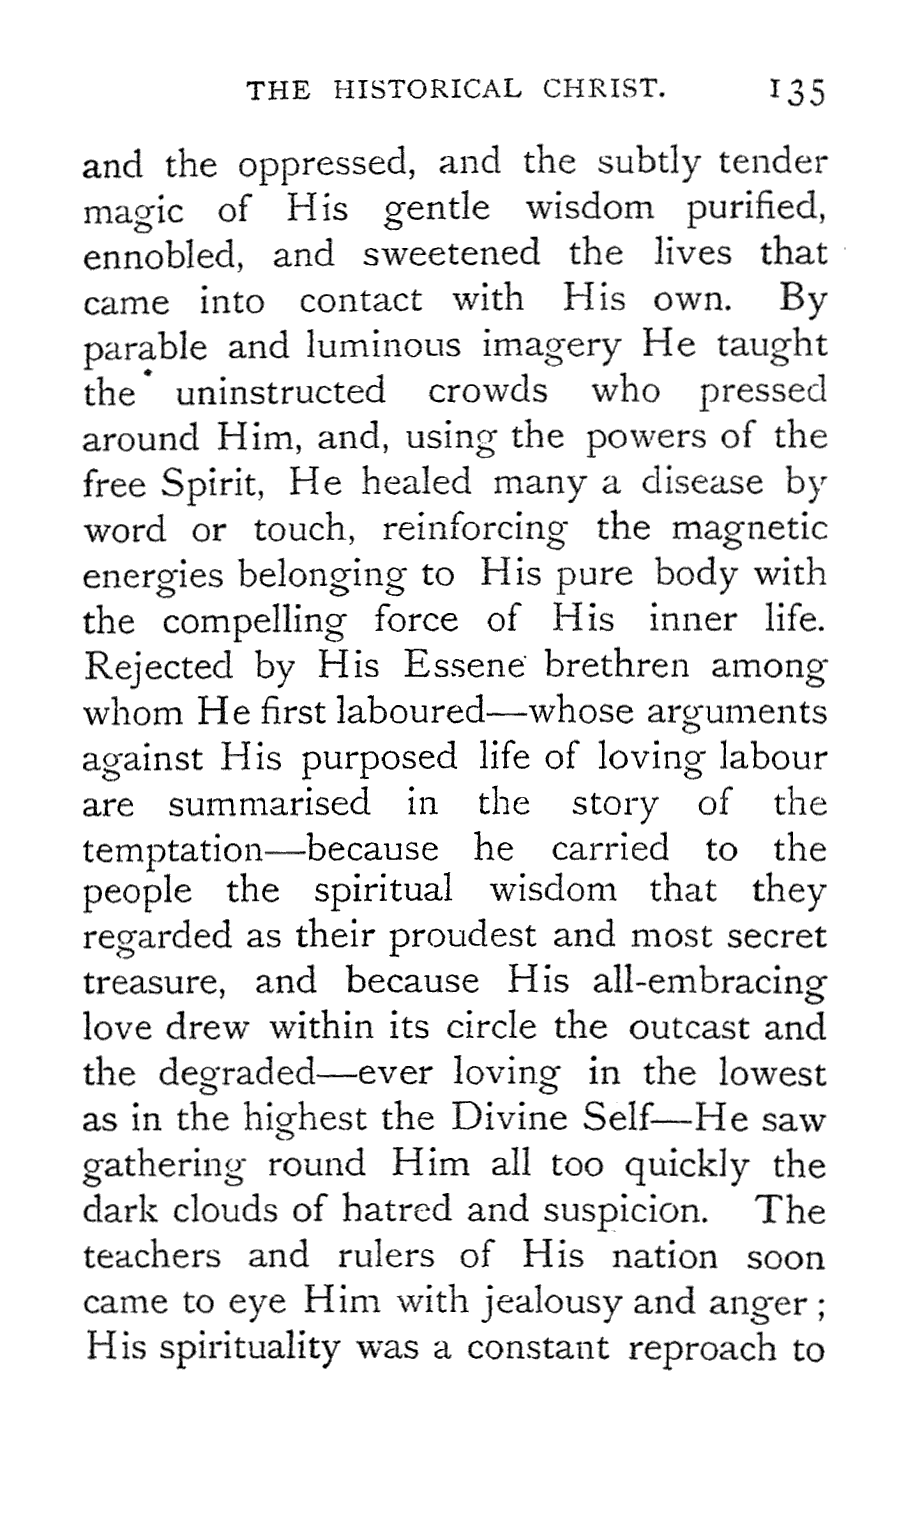 THE HISTORICAL CHRIST. 135
and the oppressed, and the subtly tender
magic of His gentle wisdom purified,
ennobled, and sweetened the lives that
came into contact with His own. By
parable and luminous imagery He taught
the uninstructed crowds who pressed
around Him, and, using the powers of the
free Spirit, He healed many a disease by
word or touch, reinforcing the magnetic
energies belonging to His pure body with
the compelling force of His inner life.
Rejected by His Essene brethren among
whom He first laboured—whose arguments
against His purposed life of loving labour
are summarised in the story of the
temptation—because he carried to the
people the spiritual wisdom that they
regarded as their proudest and most secret
treasure, and because His all-embracing
love drew within its circle the outcast and
the degraded—ever loving in the lowest
as in the highest the Divine Self—He saw
gathering round Him all too quickly the
dark clouds of hatred and suspicion. The
teachers and rulers of His nation soon
came to eye Him with jealousy and anger ;
His spirituality was a constant reproach to